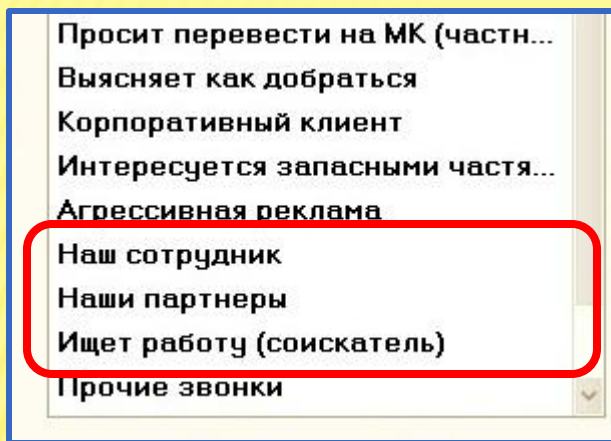 Просит перевести на МК (частн...
Выясняет как добраться
Корпоративный клиент
Интересуется запасными частя...
Агрессивная реклама
Наш сотрудник
Наши партнеры
Ищет работу (соискатель)
Прочие звонки